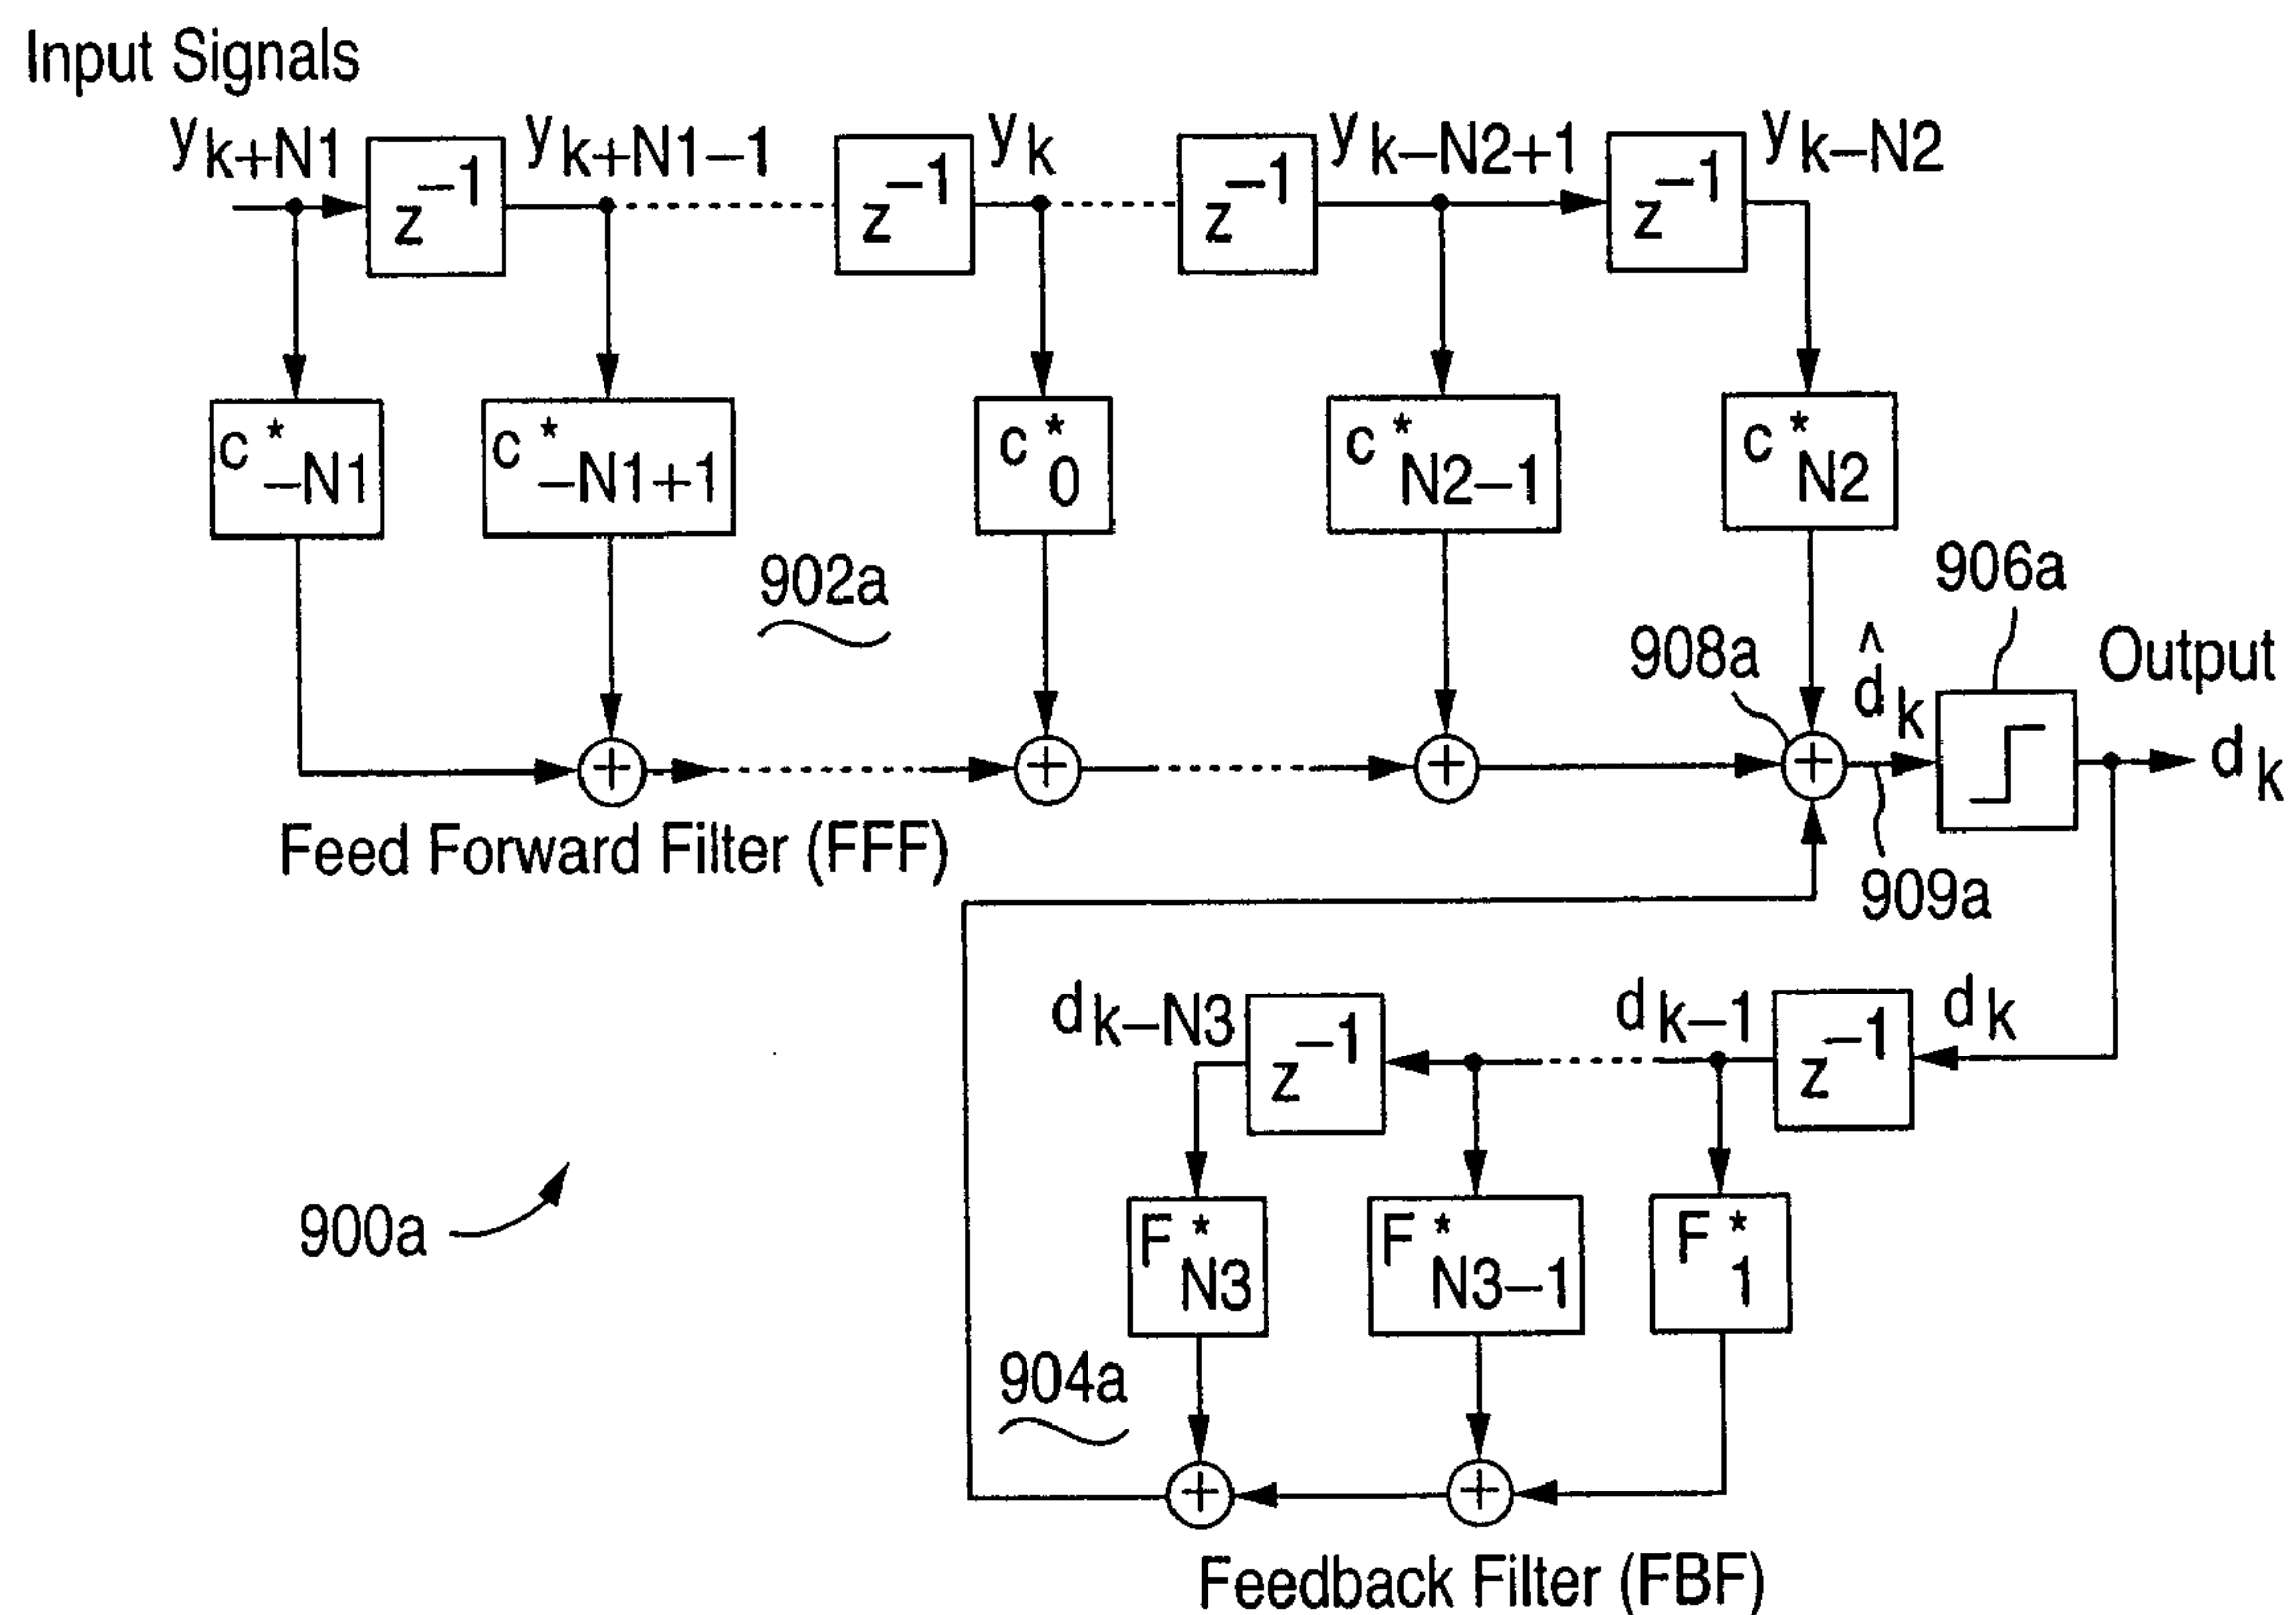 Input Signals
y k+N1   z −1   y k+N1−1   z −1   y k   z −1   y k−N2+1   z −1   y k−N2
c * −N1   c * −N1+1   c * 0   c * N2−1   c * N2
902a
906a
908a
^ d k
Output
+   +   +   +   d k
Feed Forward Filter (FFF)
909a
d k−N3   z −1   d k−1   z −1   d k
900a
F * N3   F * N3−1   F * 1
904a
+   +
Feedback Filter (FBF)